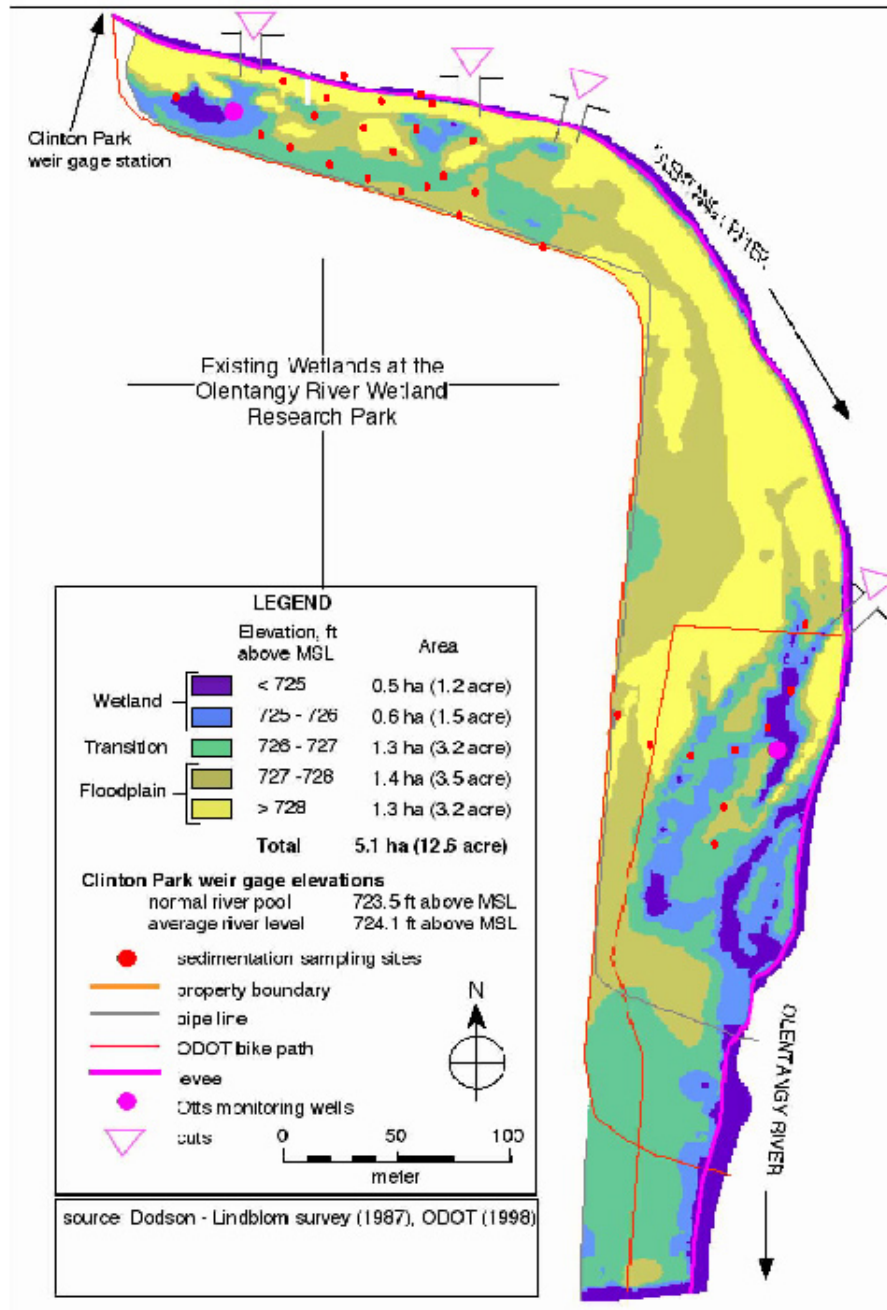 Clinton Park
weir gage station
OLENTANGY RIVER
Existing Wetlands at the
Olentangy River Wetland
Research Park
LEGEND
Elevation, ft
above MSL
Area
Wetland
< 725
0.5 ha (1.2 acre)
725 - 726
0.6 ha (1.5 acre)
Transition
726 - 727
1.3 ha (3.2 acre)
Floodplain
727 -728
1.4 ha (3.5 acre)
> 728
1.3 ha (3.2 acre)
Total
5.1 ha (12.6 acre)
Clinton Park weir gage elevations
normal river pool
723.5 ft above MSL
average river level
724.1 ft above MSL
sedimentation sampling sites
property boundary
pipe line
ODOT bike path
levee
Otts monitoring wells
cuts
N
0 50 100
meter
source: Dodson - Lindblom survey (1987), ODOT (1998)
OLENTANGY RIVER